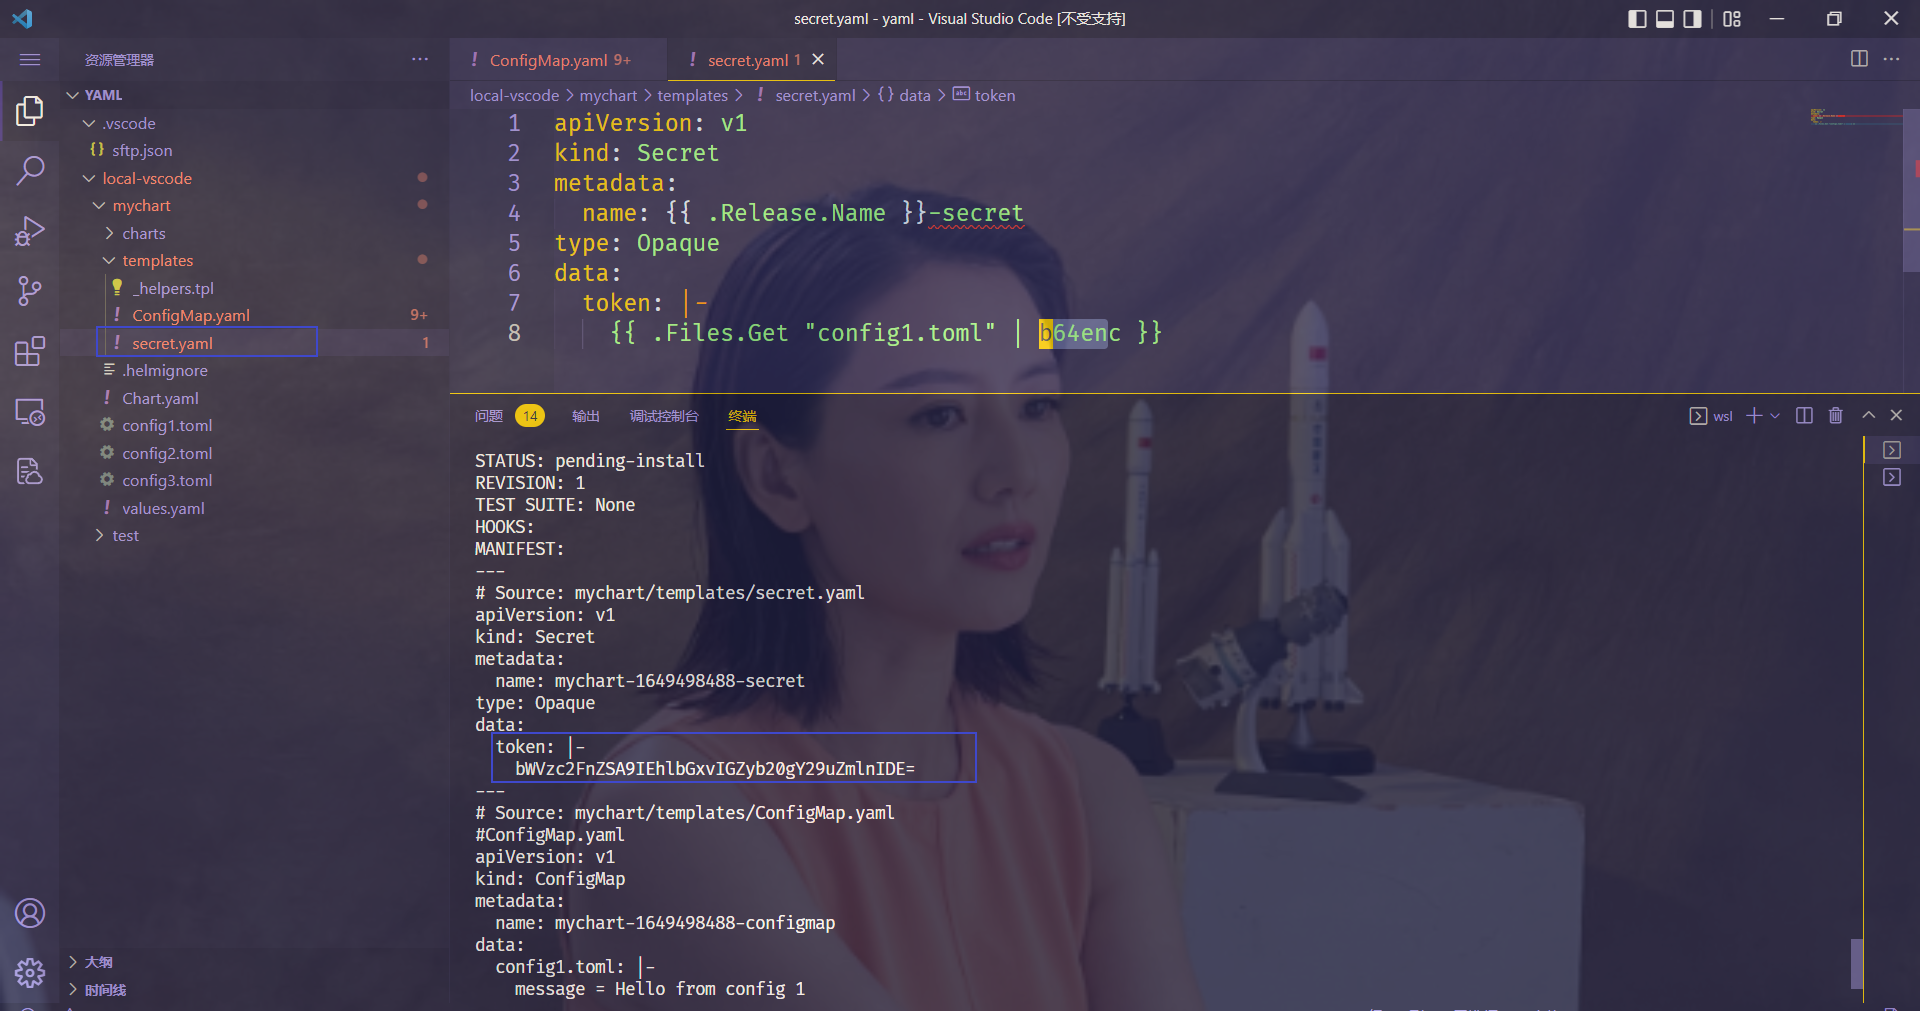 secret.yaml - yaml - Visual Studio Code [不受支持]
资源管理器
YAML
.vscode
{} sftp.json
local-vscode
mychart
charts
templates
_helpers.tpl
! ConfigMap.yaml 9+
! secret.yaml 1
.helmignore
! Chart.yaml
config1.toml
config2.toml
config3.toml
! values.yaml
test
大纲
时间线
! ConfigMap.yaml 9+
! secret.yaml 1
local-vscode > mychart > templates > ! secret.yaml > {} data > abc token
1 apiVersion: v1
2 kind: Secret
3 metadata:
4   name: {{ .Release.Name }}-secret
5 type: Opaque
6 data:
7   token: |-
8     {{ .Files.Get "config1.toml" | b64enc }}
问题 14 输出 调试控制台 终端
wsl
STATUS: pending-install
REVISION: 1
TEST SUITE: None
HOOKS:
MANIFEST:
---
# Source: mychart/templates/secret.yaml
apiVersion: v1
kind: Secret
metadata:
  name: mychart-1649498488-secret
type: Opaque
data:
  token: |-
    bWVzc2FnZSA9IEhlbGxvIGZyb20gY29uZmlnIDE=
---
# Source: mychart/templates/ConfigMap.yaml
#ConfigMap.yaml
apiVersion: v1
kind: ConfigMap
metadata:
  name: mychart-1649498488-configmap
data:
  config1.toml: |-
    message = Hello from config 1